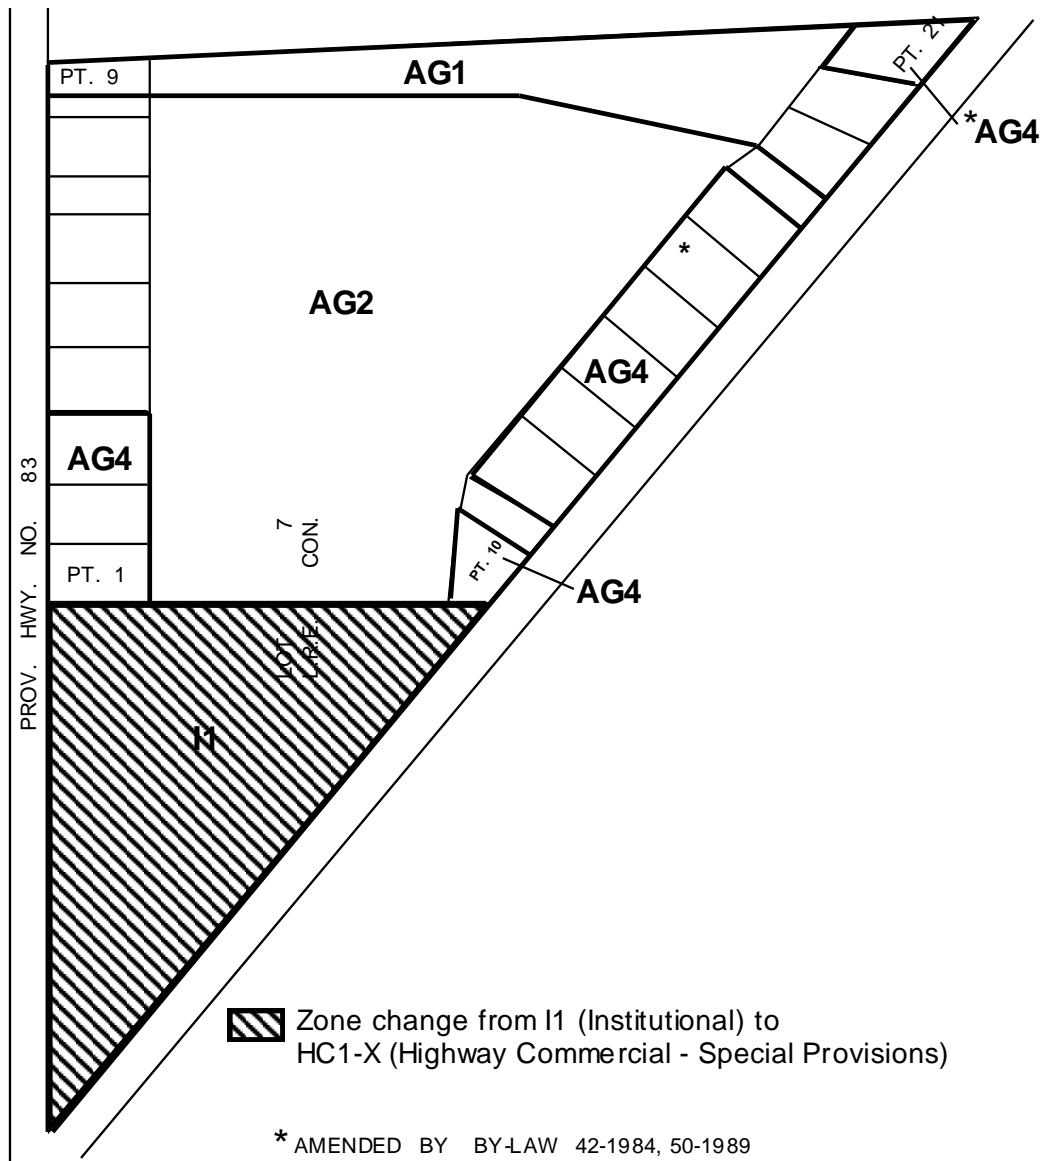 PT. 21
PT. 9
AG1
*AG4
*
AG2
AG4
AG4
PROV. HWY. NO. 83
7
CON.
PT. 10
PT. 1
AG4
LOT
L.R.E.
I1
Zone change from I1 (Institutional) to
HC1-X (Highway Commercial - Special Provisions)
* AMENDED BY BY-LAW 42-1984, 50-1989